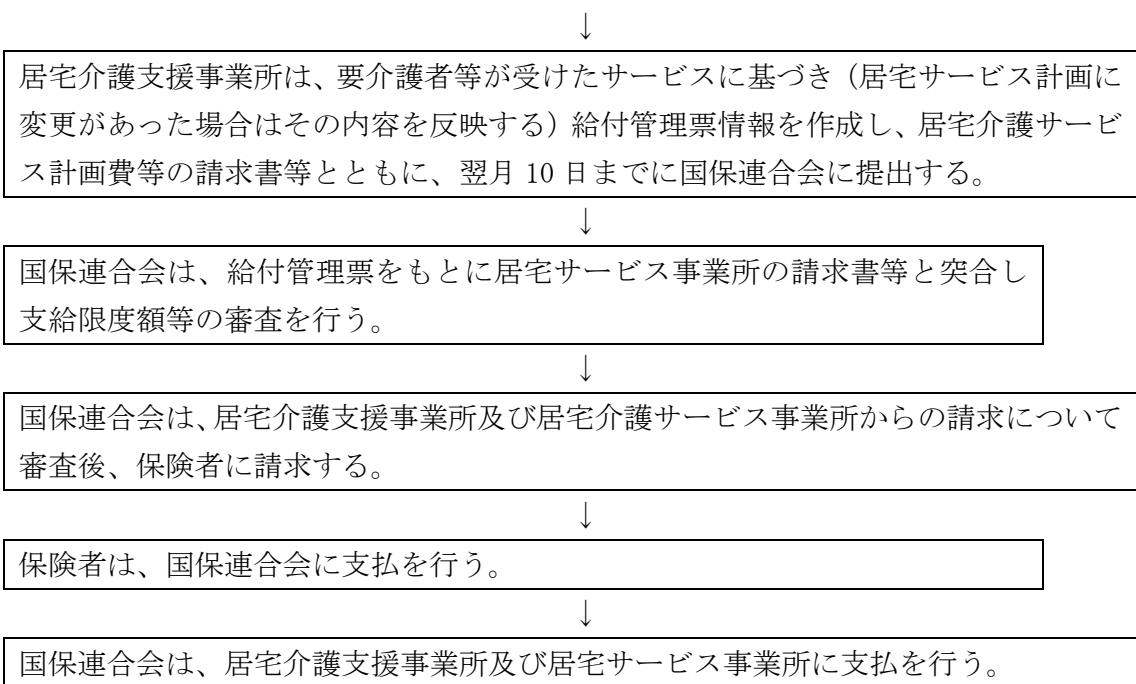 ↓
居宅介護支援事業所は、要介護者等が受けたサービスに基づき（居宅サービス計画に
変更があった場合はその内容を反映する）給付管理票情報を作成し、居宅介護サービ
ス計画費等の請求書等とともに、翌月 10 日までに国保連合会に提出する。
↓
国保連合会は、給付管理票をもとに居宅サービス事業所の請求書等と突合し
支給限度額等の審査を行う。
↓
国保連合会は、居宅介護支援事業所及び居宅介護サービス事業所からの請求について
審査後、保険者に請求する。
↓
保険者は、国保連合会に支払を行う。
↓
国保連合会は、居宅介護支援事業所及び居宅サービス事業所に支払を行う。